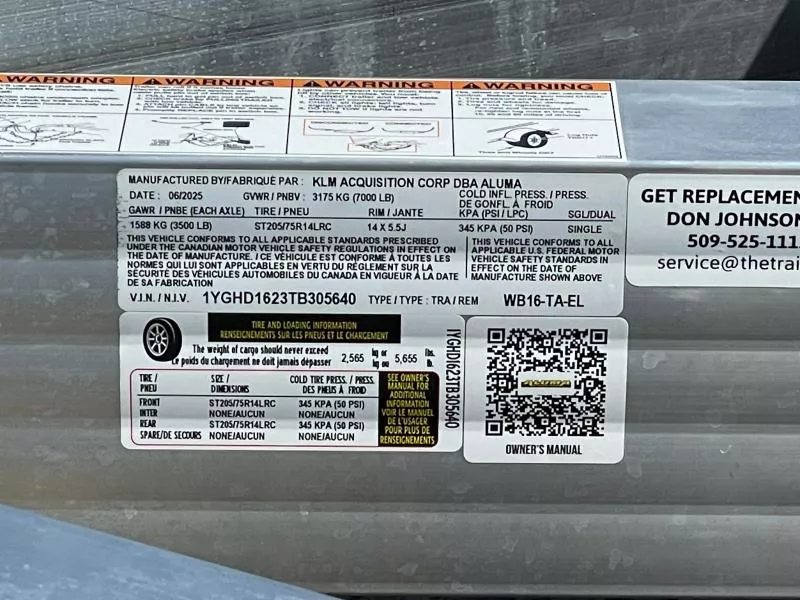 WARNING
WARNING
WARNING
WARNING
MANUFACTURED BY/FABRIQUÉ PAR : KLM ACQUISITION CORP DBA ALUMA
DATE : 06/2025 GVWR / PNBV : 3175 KG (7000 LB) COLD INFL. PRESS. / PRESS. DE GONFL. À FROID
GAWR / PNBE (EACH AXLE) TIRE / PNEU RIM / JANTE KPA (PSI / LPC) SGL/DUAL
1588 KG (3500 LB) ST205/75R14LRC 14 X 5.5J 345 KPA (50 PSI) SINGLE
THIS VEHICLE CONFORMS TO ALL APPLICABLE STANDARDS PRESCRIBED
UNDER THE CANADIAN MOTOR VEHICLE SAFETY REGULATIONS IN EFFECT ON
THE DATE OF MANUFACTURE. / CE VÉHICULE EST CONFORME À TOUTES LES
NORMES QUI LUI SONT APPLICABLES EN VERTU DU RÈGLEMENT SUR LA
SÉCURITÉ DES VÉHICULES AUTOMOBILES DU CANADA EN VIGUEUR À LA DATE
DE SA FABRICATION
THIS VEHICLE CONFORMS TO ALL
APPLICABLE U.S. FEDERAL MOTOR
VEHICLE SAFETY STANDARDS IN
EFFECT ON THE DATE OF
MANUFACTURE SHOWN ABOVE
V.I.N. / N.I.V. 1YGHD1623TB305640 TYPE / TYPE : TRA / REM WB16-TA-EL
GET REPLACEMEN
DON JOHNSON
509-525-111
service@thetrai
TIRE AND LOADING INFORMATION
RENSEIGNEMENTS SUR LES PNEUS ET LE CHARGEMENT
The weight of cargo should never exceed
Le poids du chargement ne doit jamais dépasser
2,565 kg or kg ou 5,655 lbs. lb.
TIRE / PNEU SIZE / DIMENSIONS COLD TIRE PRESS. / PRESS. DES PNEUS À FROID
FRONT ST205/75R14LRC 345 KPA (50 PSI)
INTER NONE/AUCUN NONE/AUCUN
REAR ST205/75R14LRC 345 KPA (50 PSI)
SPARE/DE SECOURS NONE/AUCUN NONE/AUCUN
SEE OWNER'S
MANUAL FOR
ADDITIONAL
INFORMATION
VOIR LE MANUEL
DE L'USAGER
POUR PLUS DE
RENSEIGNEMENTS
1YGHD1623TB305640
ALUMA
OWNER'S MANUAL